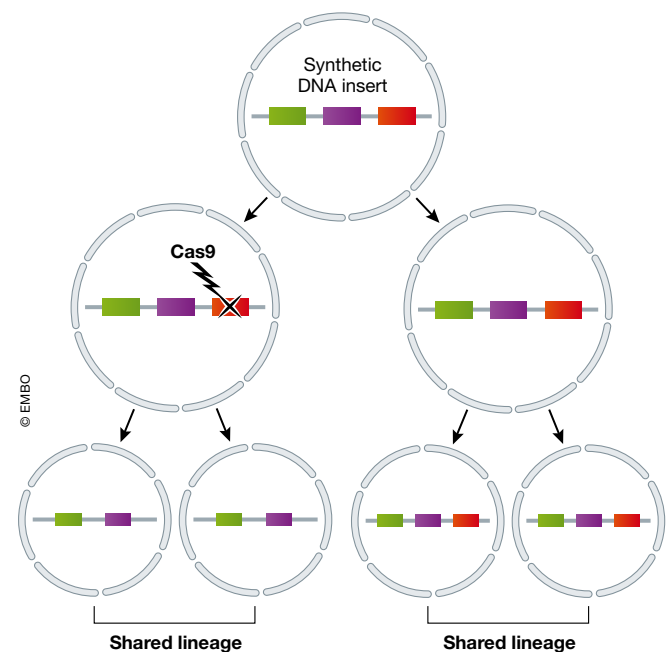 Synthetic
DNA insert
Cas9
© EMBO
Shared lineage
Shared lineage